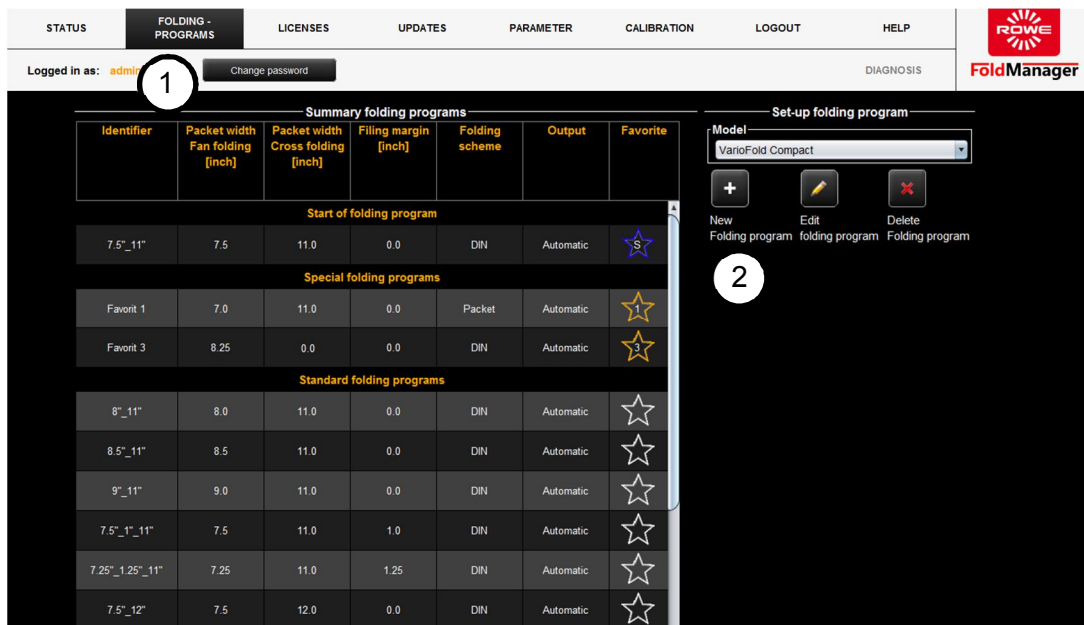 STATUS
FOLDING -
PROGRAMS
LICENSES
UPDATES
PARAMETER
CALIBRATION
LOGOUT
HELP
ROWE
FoldManager
Logged in as: admin
1
Change password
DIAGNOSIS
Summary folding programs
Identifier
Packet width
Fan folding
[inch]
Packet width
Cross folding
[inch]
Filing margin
[inch]
Folding
scheme
Output
Favorite
Start of folding program
7.5"_11" 7.5 11.0 0.0 DIN Automatic S
Special folding programs
Favorit 1 7.0 11.0 0.0 Packet Automatic 1
Favorit 3 8.25 0.0 0.0 DIN Automatic 3
Standard folding programs
8"_11" 8.0 11.0 0.0 DIN Automatic
8.5"_11" 8.5 11.0 0.0 DIN Automatic
9"_11" 9.0 11.0 0.0 DIN Automatic
7.5"_1"_11" 7.5 11.0 1.0 DIN Automatic
7.25"_1.25"_11" 7.25 11.0 1.25 DIN Automatic
7.5"_12" 7.5 12.0 0.0 DIN Automatic
Set-up folding program
Model
VarioFold Compact
New
Folding program
Edit
folding program
Delete
Folding program
2